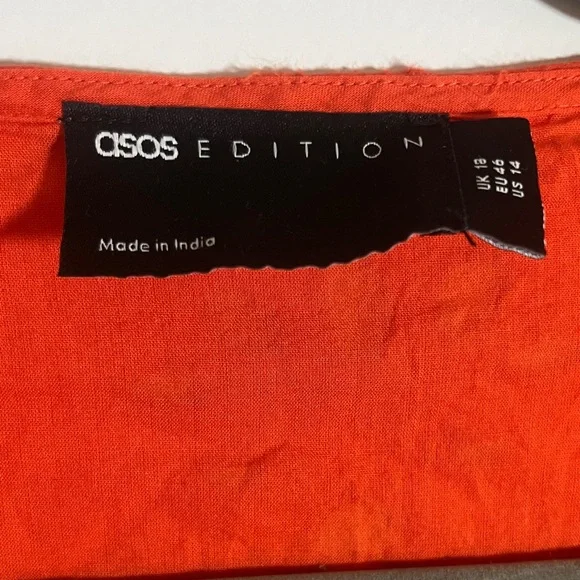 asos EDITION
Made in India
UK 18
EU 46
US 14